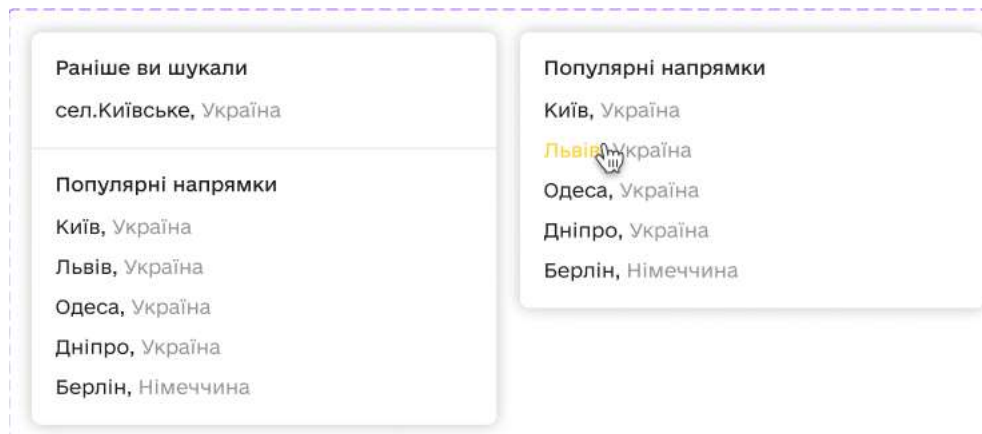 Раніше ви шукали
сел.Київське, Україна
Популярні напрямки
Київ, Україна
Львів, Україна
Одеса, Україна
Дніпро, Україна
Берлін, Німеччина
Популярні напрямки
Київ, Україна
Львів, Україна
Одеса, Україна
Дніпро, Україна
Берлін, Німеччина